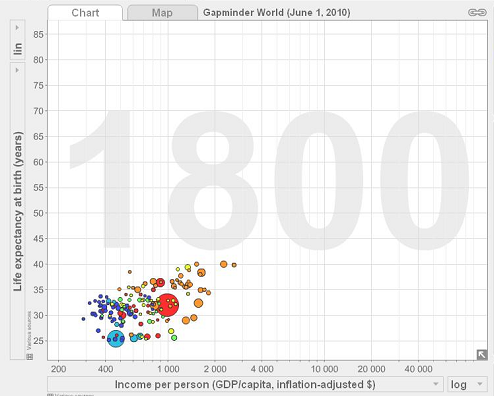 Chart Map Gapminder World (June 1, 2010)
1800
lin
Life expectancy at birth (years)
85
80
75
70
65
60
55
50
45
40
35
30
25
200 400 1 000 2 000 4 000 10 000 20 000 40 000
Income per person (GDP/capita, inflation-adjusted $) log